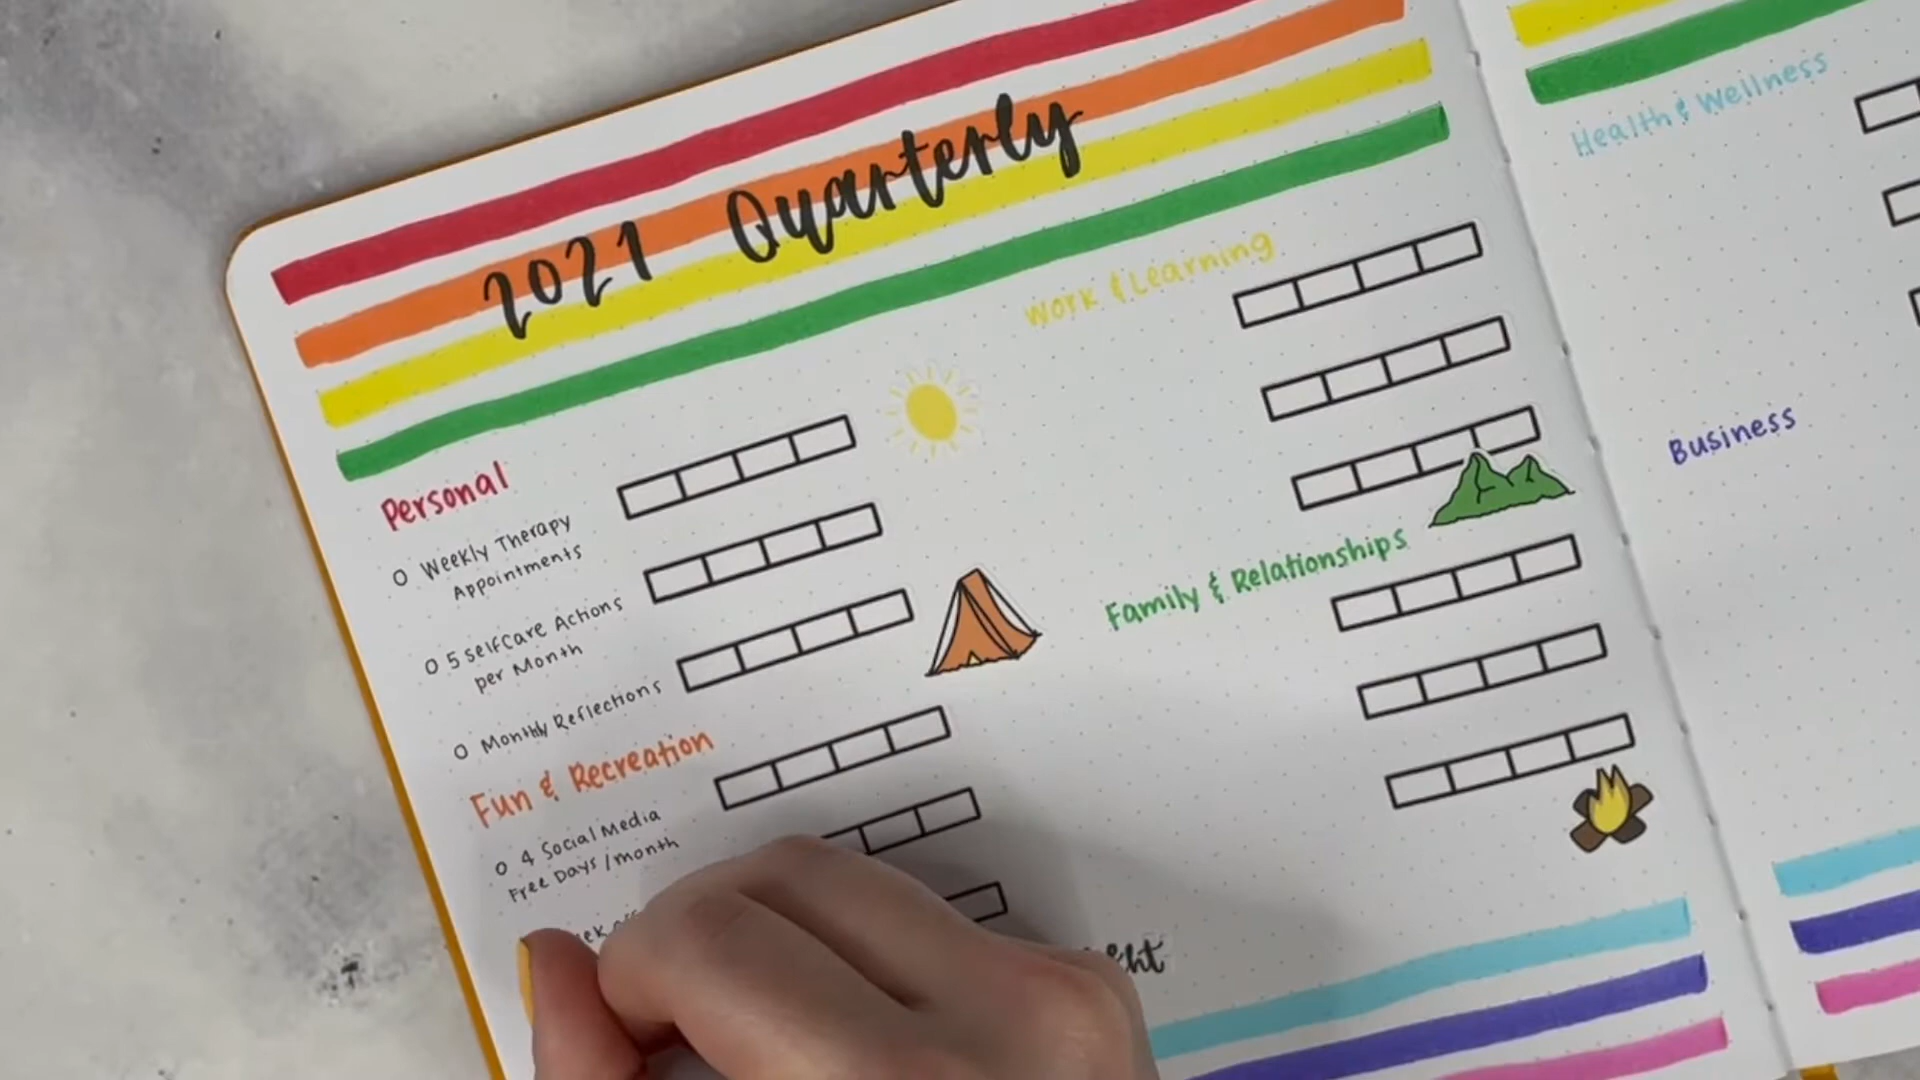 2021 Quarterly
Personal
O Weekly Therapy
Appointments
O 5 selfcare Actions
per Month
O Monthly Reflections
Fun & Recreation
O 4 Social Media
Free Days /month
Work & Learning
Family & Relationships
Health & Wellness
Business